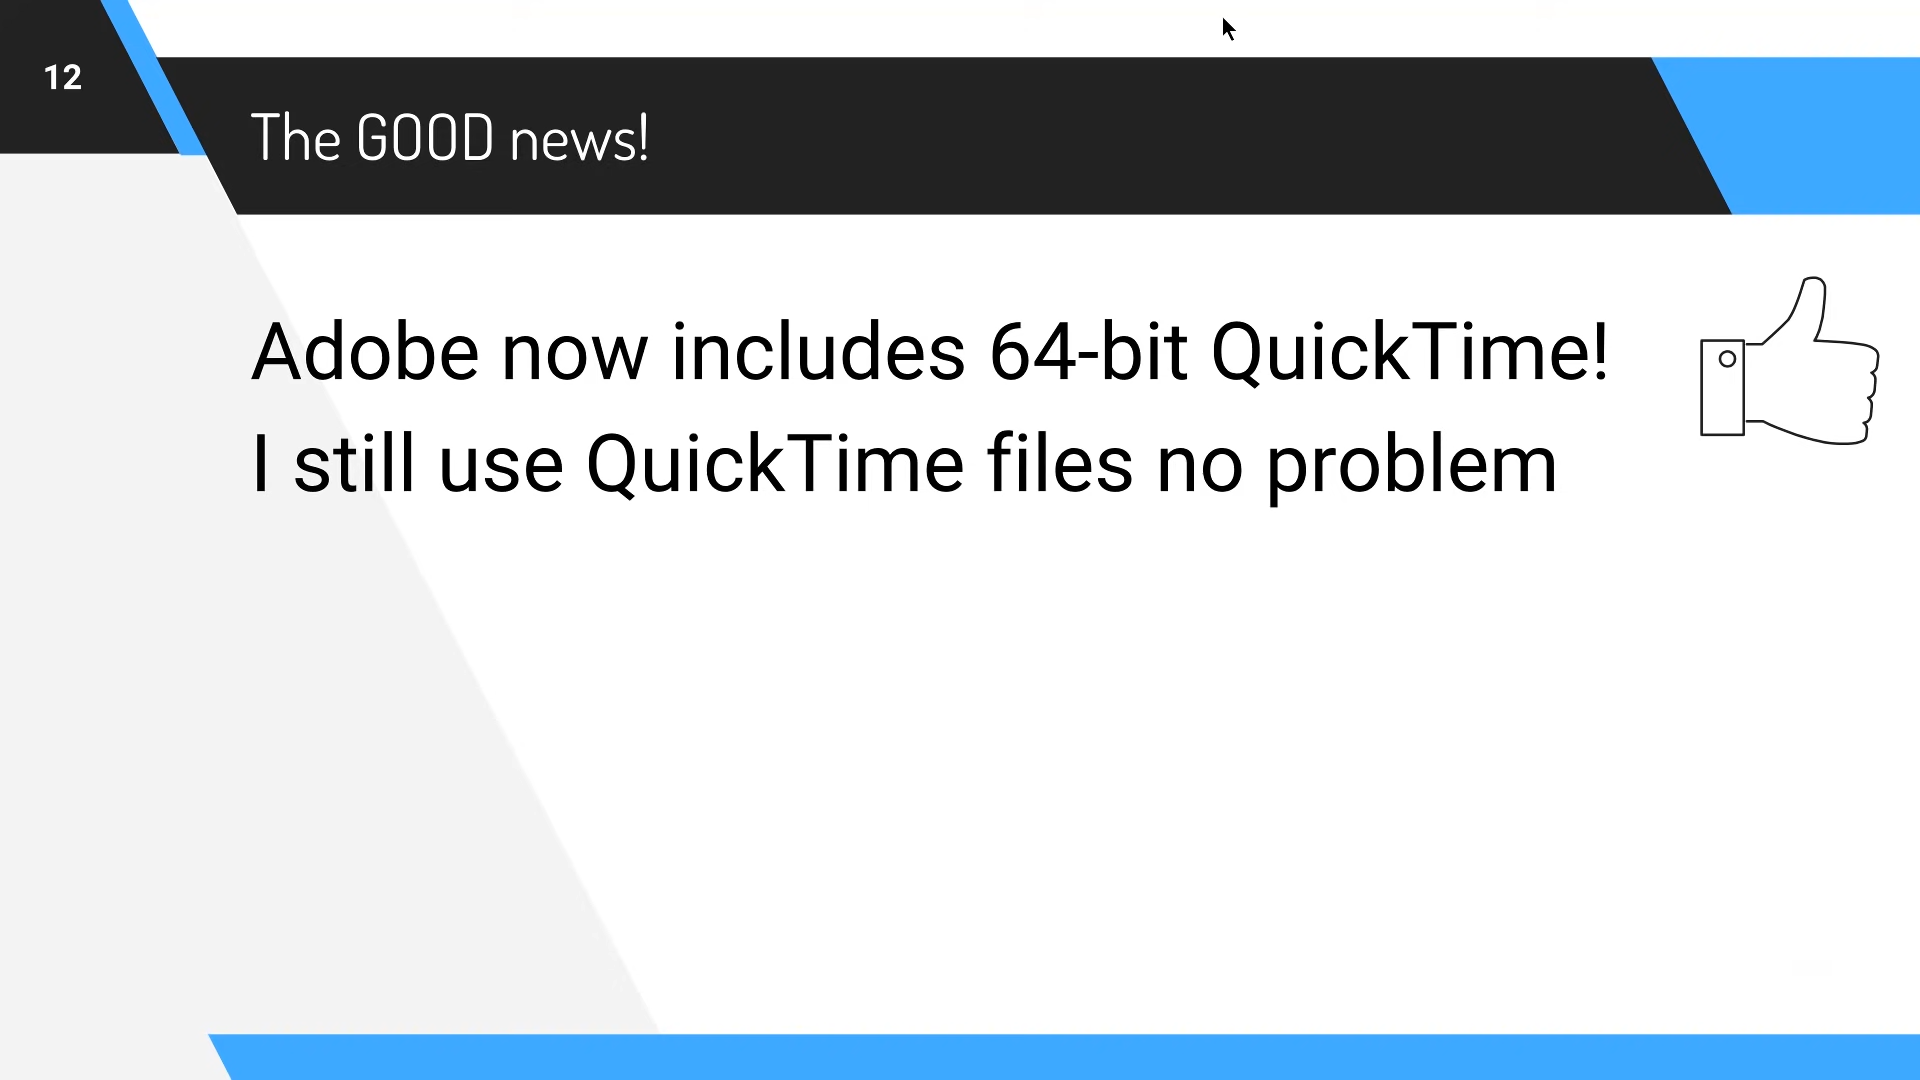 12
The GOOD news!
Adobe now includes 64-bit QuickTime!
I still use QuickTime files no problem